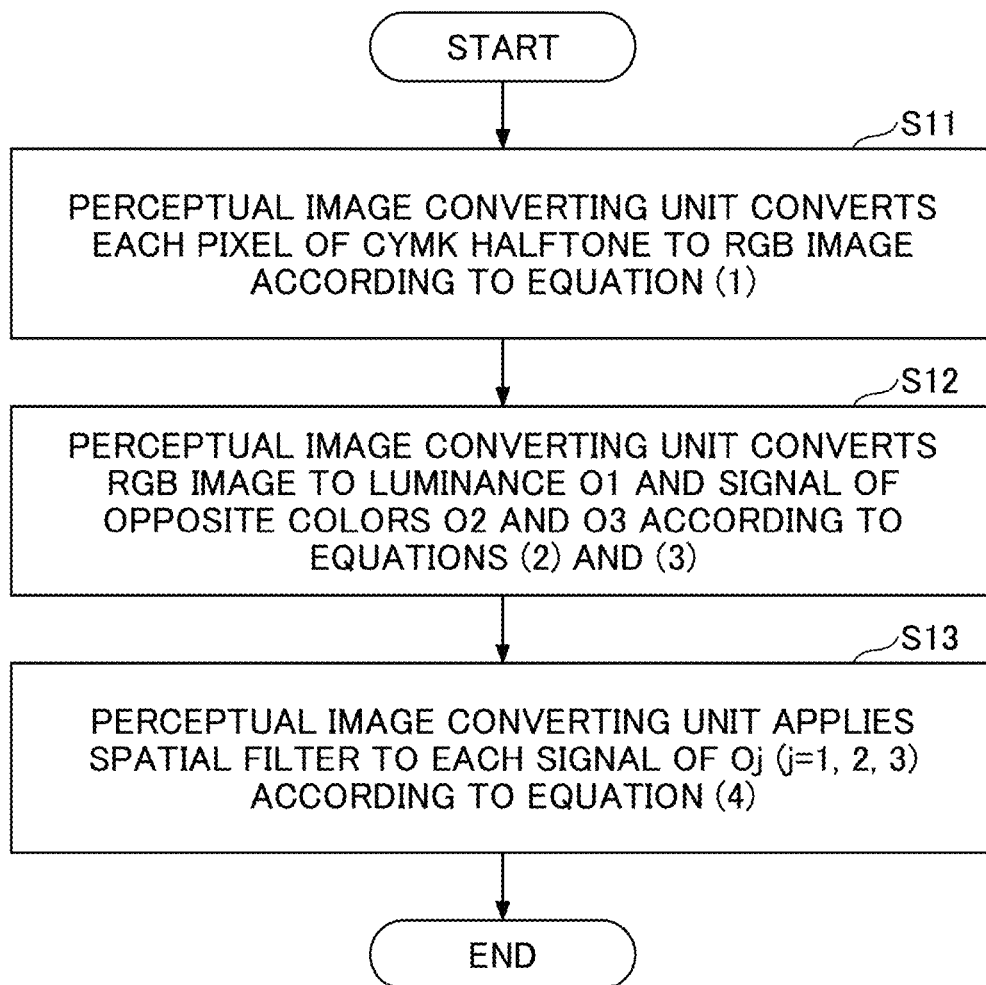 START
S11
PERCEPTUAL IMAGE CONVERTING UNIT CONVERTS
EACH PIXEL OF CYMK HALFTONE TO RGB IMAGE
ACCORDING TO EQUATION (1)
S12
PERCEPTUAL IMAGE CONVERTING UNIT CONVERTS
RGB IMAGE TO LUMINANCE O1 AND SIGNAL OF
OPPOSITE COLORS O2 AND O3 ACCORDING TO
EQUATIONS (2) AND (3)
S13
PERCEPTUAL IMAGE CONVERTING UNIT APPLIES
SPATIAL FILTER TO EACH SIGNAL OF Oj (j=1, 2, 3)
ACCORDING TO EQUATION (4)
END